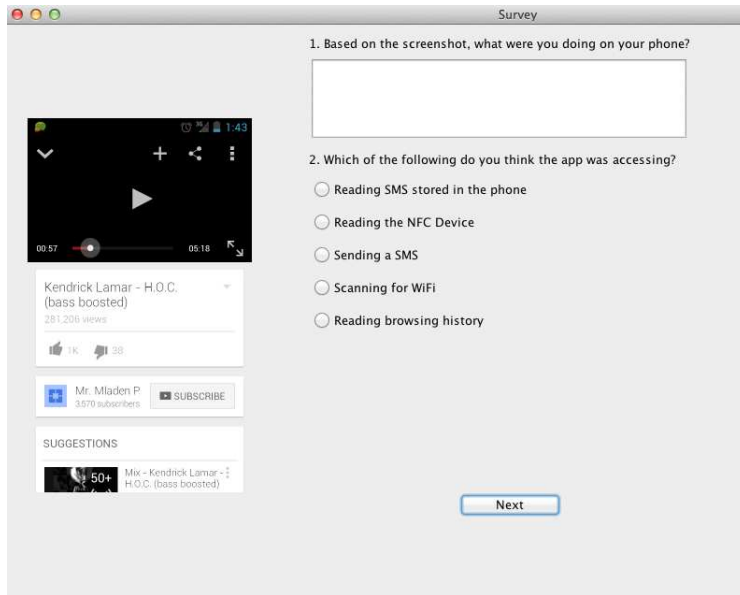 Survey
1. Based on the screenshot, what were you doing on your phone?
1:43
00:57
05:18
Kendrick Lamar - H.O.C.
(bass boosted)
281,206 views
1K 38
Mr. Mladen P
3,570 subscribers
SUBSCRIBE
SUGGESTIONS
50+
Mix - Kendrick Lamar -
H.O.C. (bass boosted)
2. Which of the following do you think the app was accessing?
Reading SMS stored in the phone
Reading the NFC Device
Sending a SMS
Scanning for WiFi
Reading browsing history
Next